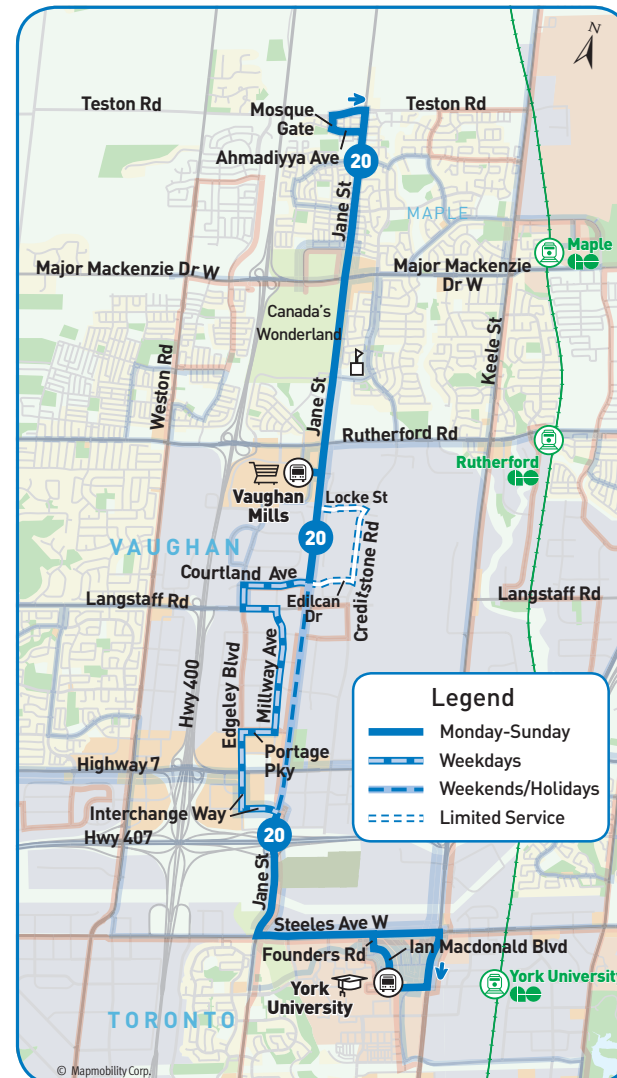 N
Teston Rd
Teston Rd
Mosque
Gate
Ahmadiyya Ave
20
Jane St
MAPLE
Maple
Major Mackenzie Dr W
Major Mackenzie
Dr W
Canada's
Wonderland
Keele St
Weston Rd
Jane St
Rutherford Rd
Rutherford
Vaughan
Mills
Locke St
20
VAUGHAN
Creditstone Rd
Courtland Ave
Edilcan
Dr
Langstaff Rd
Langstaff Rd
Hwy 400
Edgeley Blvd
Millway Ave
Legend
Monday-Sunday
Weekdays
Weekends/Holidays
Limited Service
Portage
Pky
Highway 7
Interchange Way
Hwy 407
20
Jane St
Steeles Ave W
Founders Rd
Ian Macdonald Blvd
York
University
York University
TORONTO
© Mapmobility Corp.